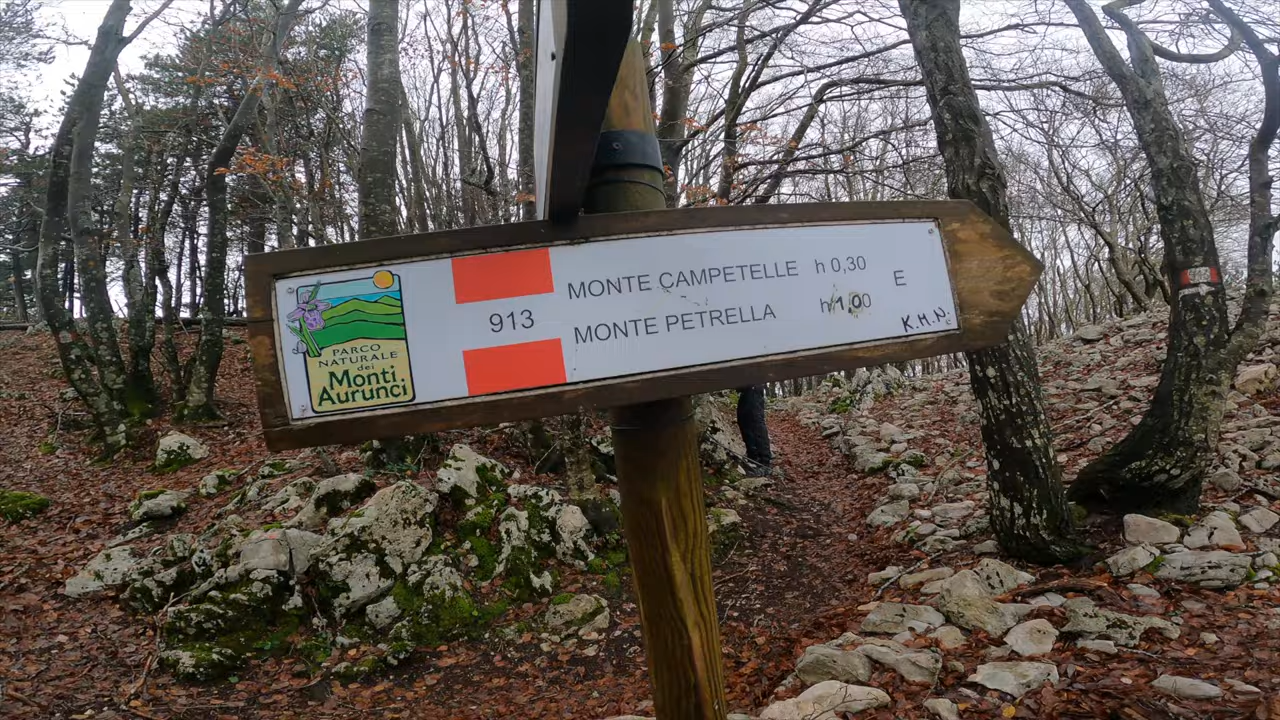 PARCO
NATURALE
dei
Monti
Aurunci
913
MONTE CAMPETELLE h 0,30
MONTE PETRELLA h 1,00
E
K.M.N.